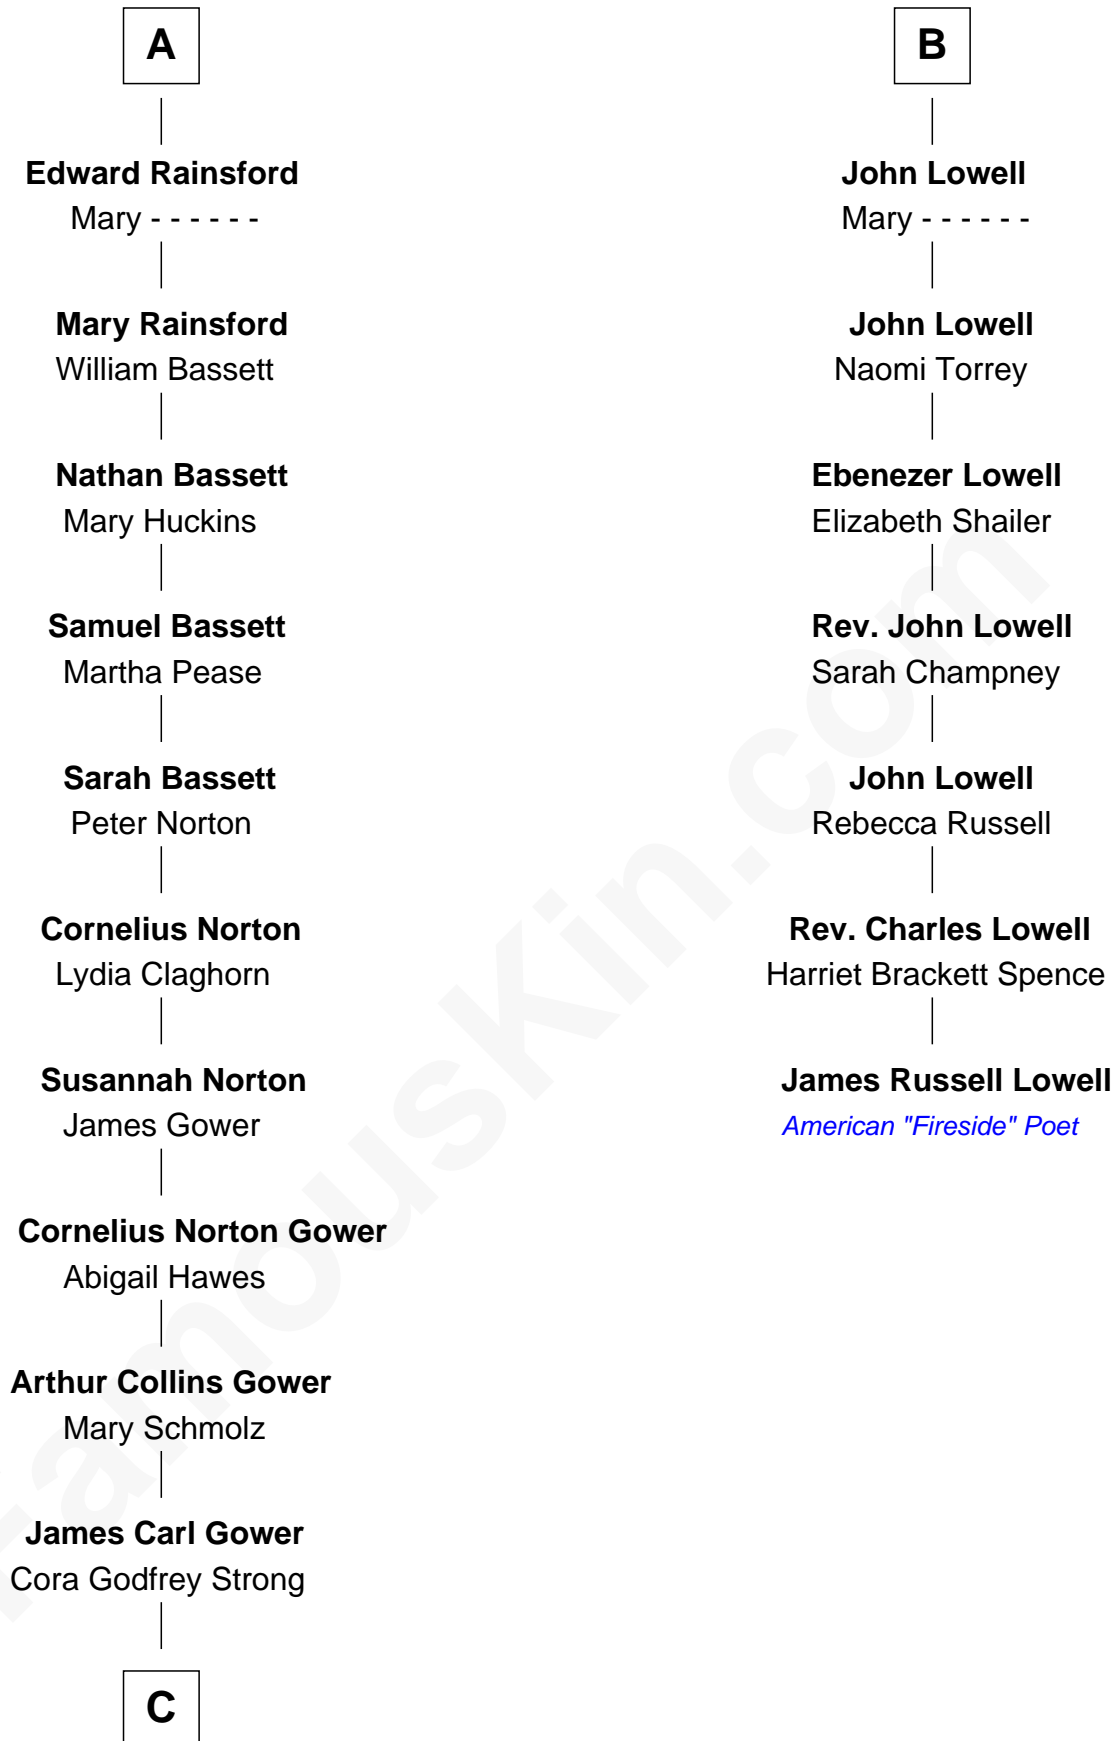 A
Edward Rainsford
Mary - - - - - -
Mary Rainsford
William Bassett
Nathan Bassett
Mary Huckins
Samuel Bassett
Martha Pease
Sarah Bassett
Peter Norton
Cornelius Norton
Lydia Claghorn
Susannah Norton
James Gower
Cornelius Norton Gower
Abigail Hawes
Arthur Collins Gower
Mary Schmolz
James Carl Gower
Cora Godfrey Strong
C
B
John Lowell
Mary - - - - - -
John Lowell
Naomi Torrey
Ebenezer Lowell
Elizabeth Shailer
Rev. John Lowell
Sarah Champney
John Lowell
Rebecca Russell
Rev. Charles Lowell
Harriet Brackett Spence
James Russell Lowell
American "Fireside" Poet
FamousKin.com